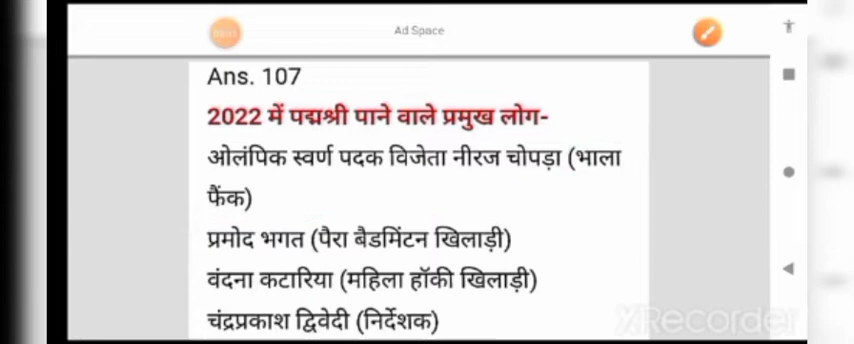 Ad Space
Ans. 107
2022 में पद्मश्री पाने वाले प्रमुख लोग-
ओलंपिक स्वर्ण पदक विजेता नीरज चोपड़ा (भाला
फैंक)
प्रमोद भगत (पैरा बैडमिंटन खिलाड़ी)
वंदना कटारिया (महिला हॉकी खिलाड़ी)
चंद्रप्रकाश द्विवेदी (निर्देशक)
XRecorder